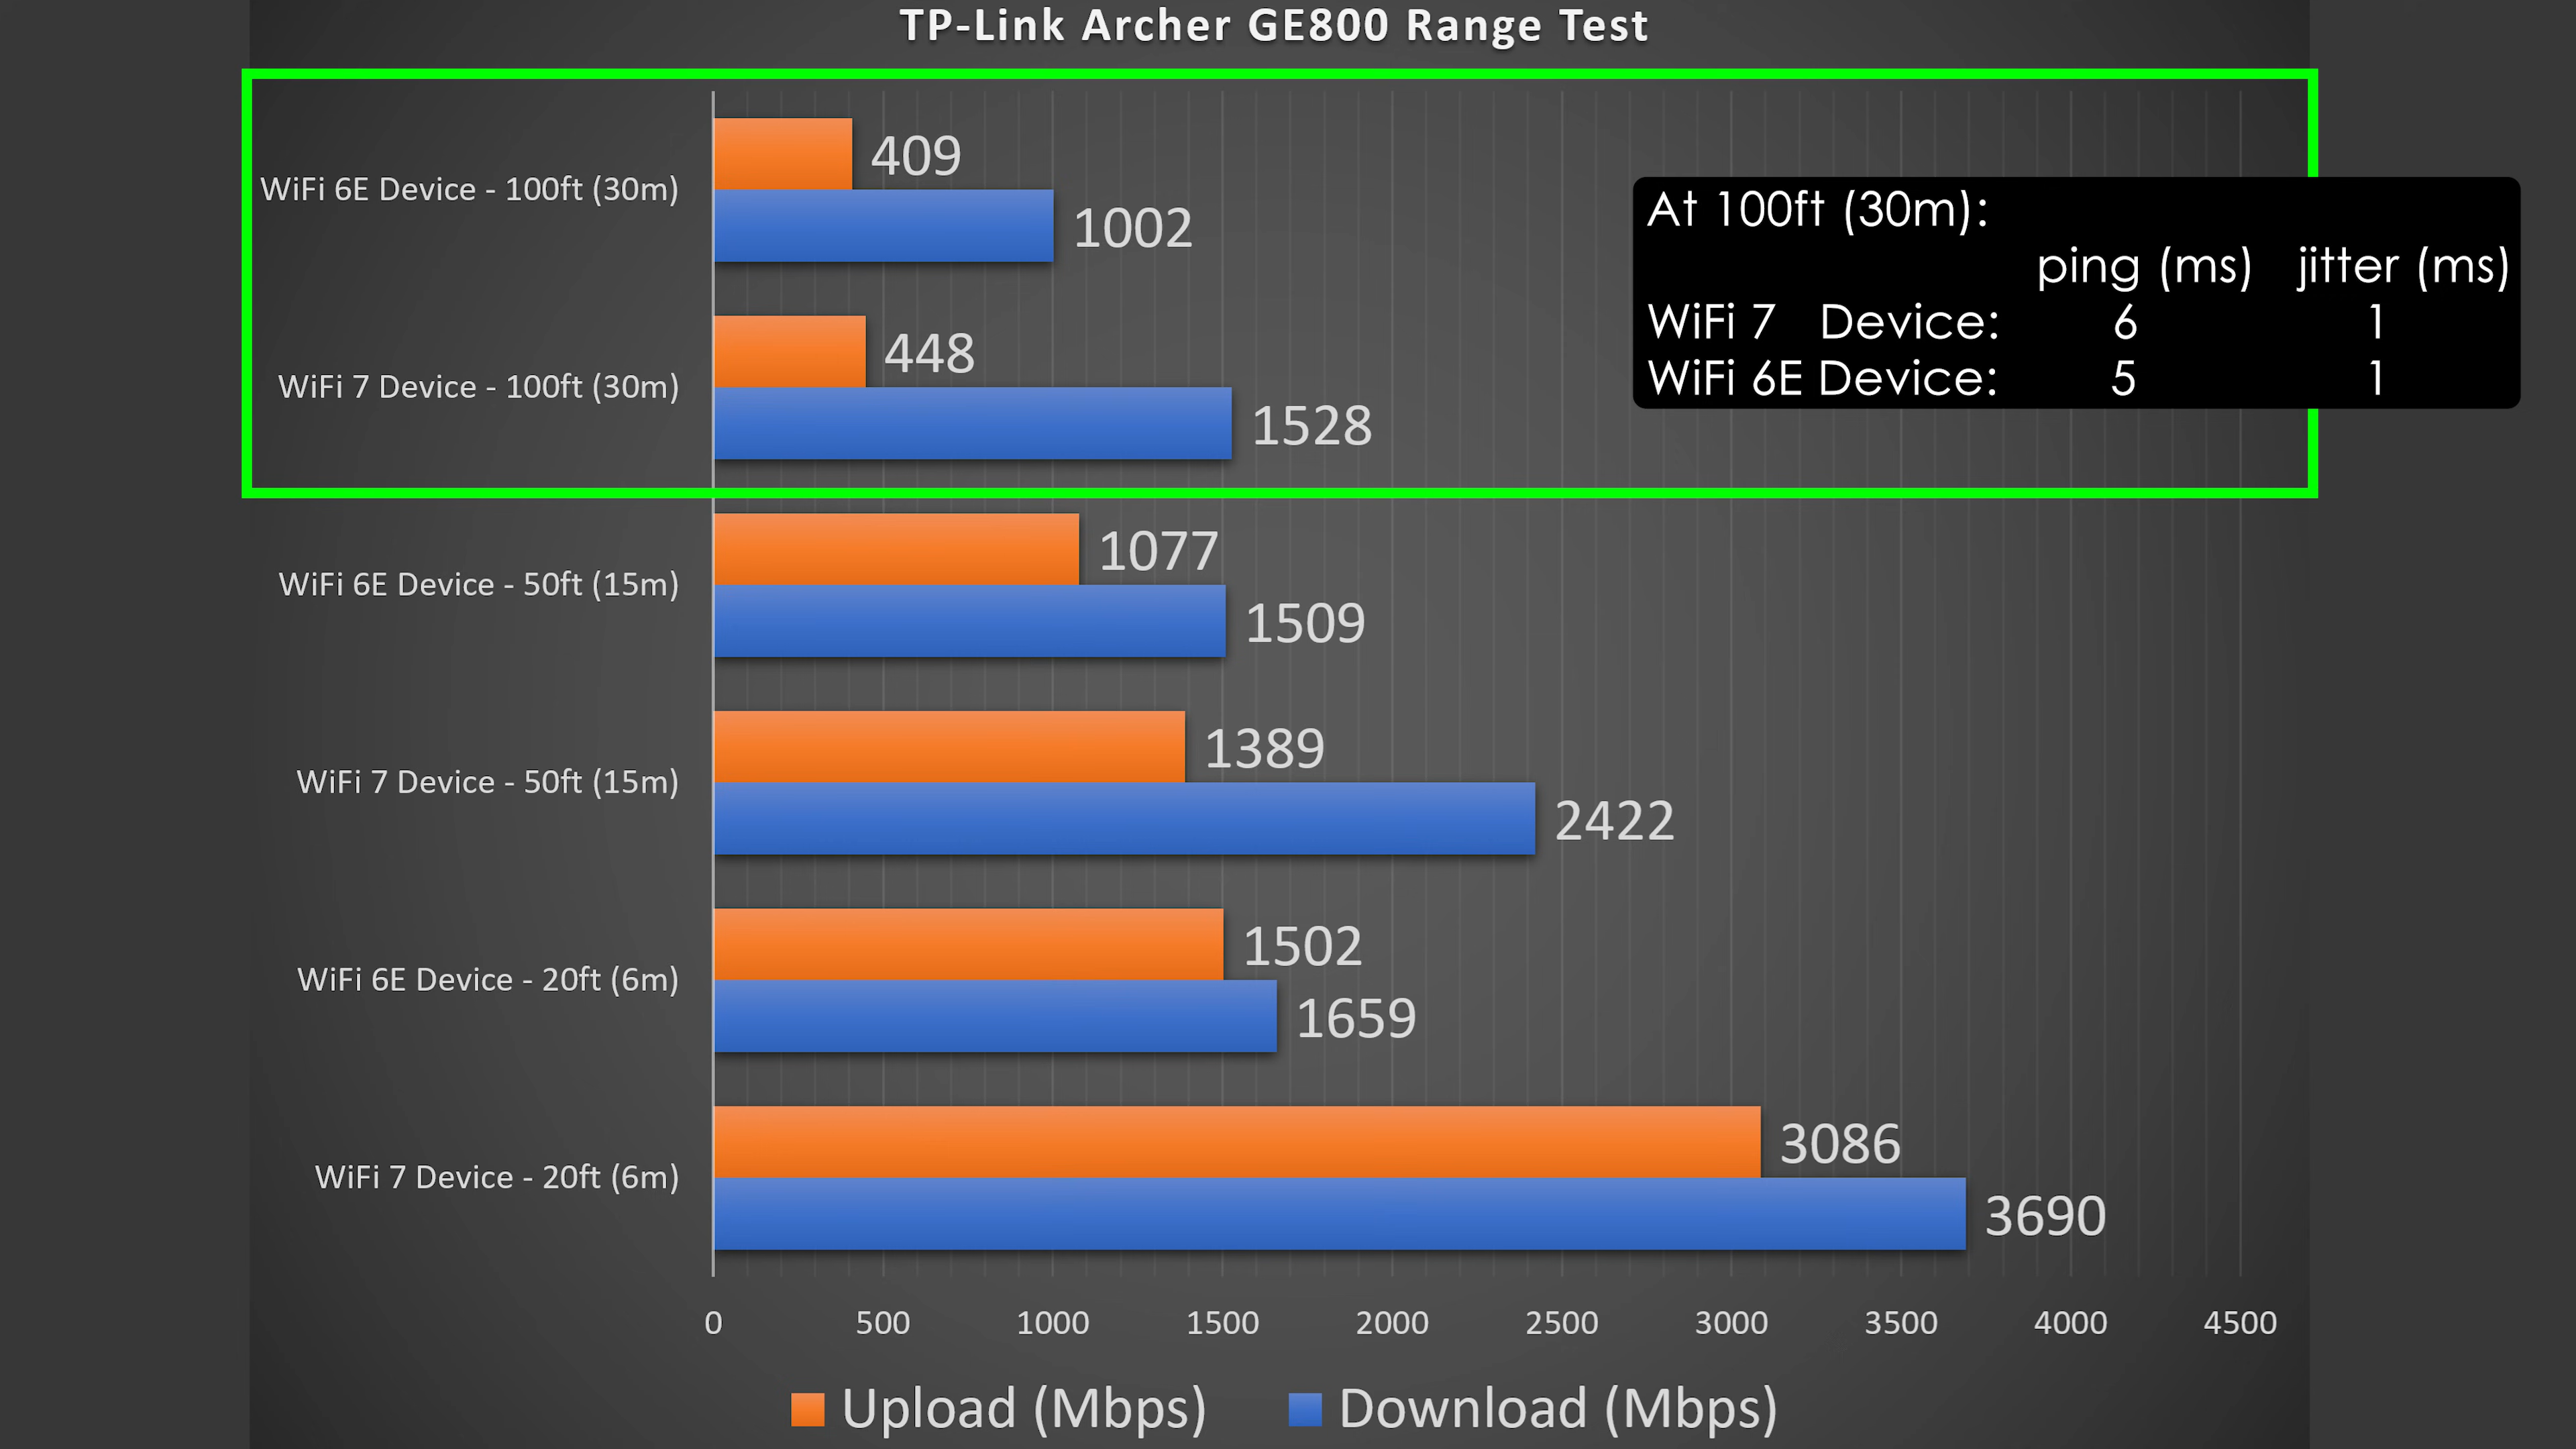 TP-Link Archer GE800 Range Test
WiFi 6E Device - 100ft (30m)
409
1002
WiFi 7 Device - 100ft (30m)
448
1528
At 100ft (30m):
ping (ms) jitter (ms)
WiFi 7 Device: 6 1
WiFi 6E Device: 5 1
WiFi 6E Device - 50ft (15m)
1077
1509
WiFi 7 Device - 50ft (15m)
1389
2422
WiFi 6E Device - 20ft (6m)
1502
1659
WiFi 7 Device - 20ft (6m)
3086
3690
0 500 1000 1500 2000 2500 3000 3500 4000 4500
Upload (Mbps) Download (Mbps)